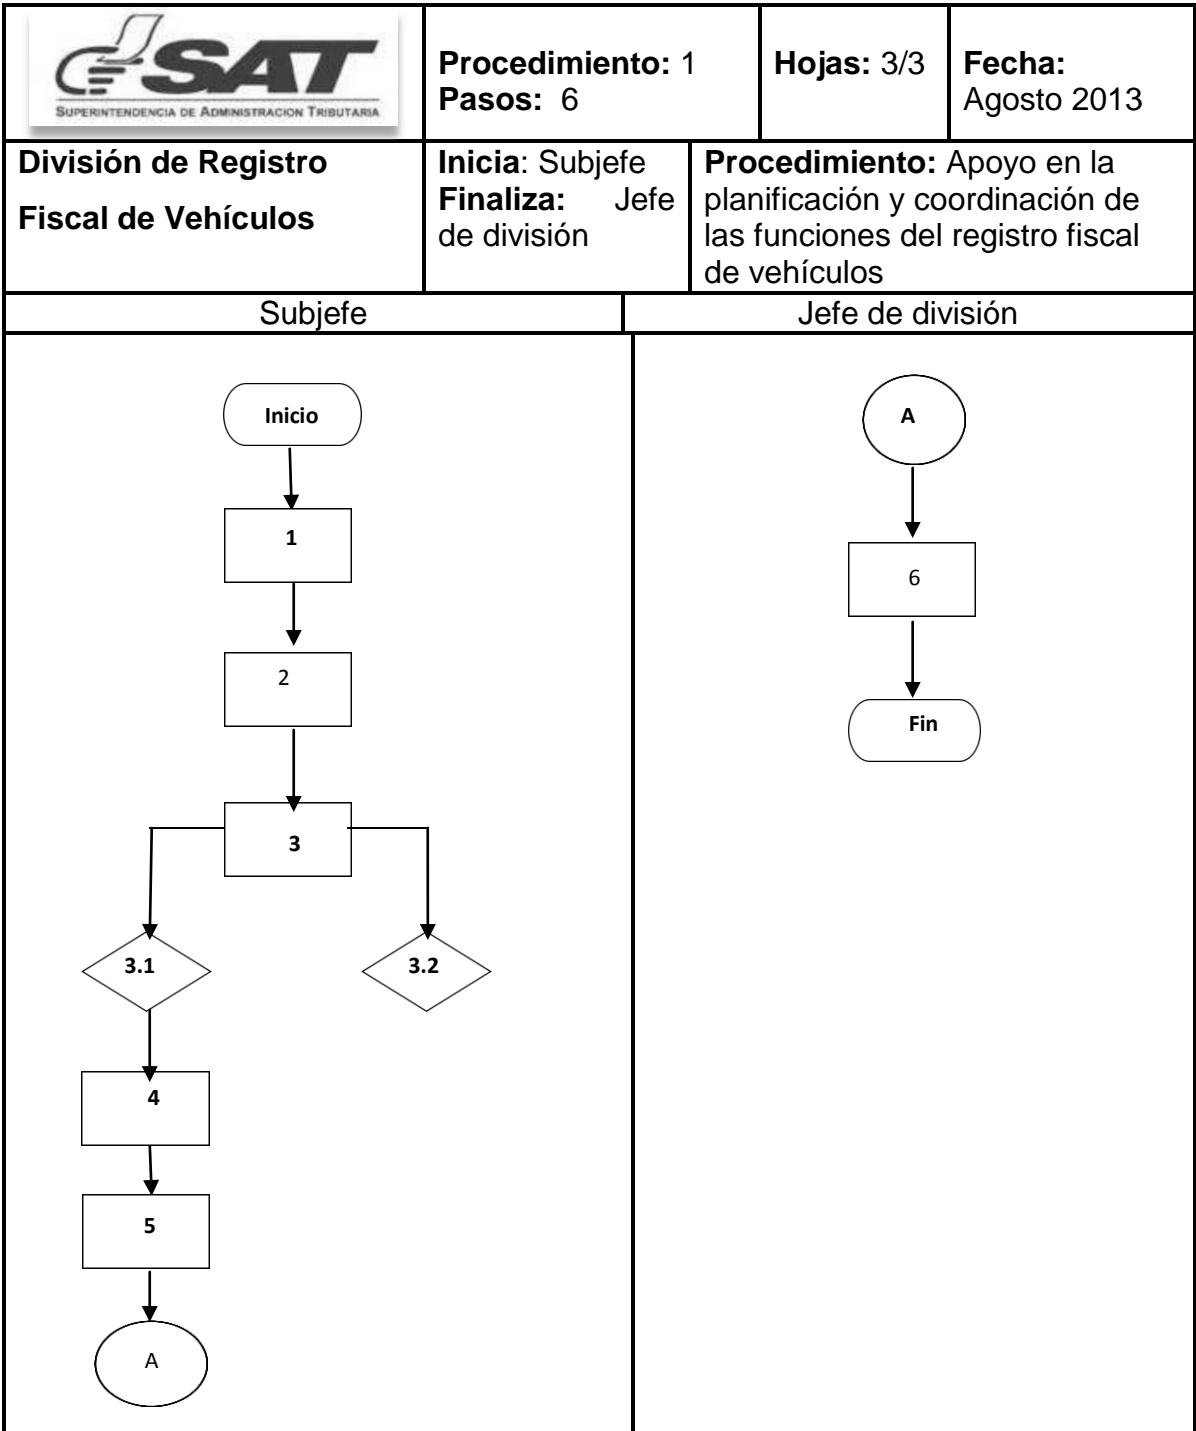 SAT
SUPERINTENDENCIA DE ADMINISTRACION TRIBUTARIA
Procedimiento: 1
Pasos: 6
Hojas: 3/3
Fecha:
Agosto 2013
División de Registro
Fiscal de Vehículos
Inicia: Subjefe
Finaliza: Jefe
de división
Procedimiento: Apoyo en la
planificación y coordinación de
las funciones del registro fiscal
de vehículos
Subjefe
Jefe de división
Inicio
1
2
3
3.1
3.2
4
5
A
A
6
Fin